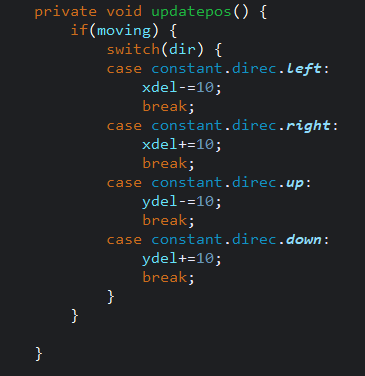 private void updatepos() {
if(moving) {
switch(dir) {
case constant.direc.left:
xdel-=10;
break;
case constant.direc.right:
xdel+=10;
break;
case constant.direc.up:
ydel-=10;
break;
case constant.direc.down:
ydel+=10;
break;
}
}
}